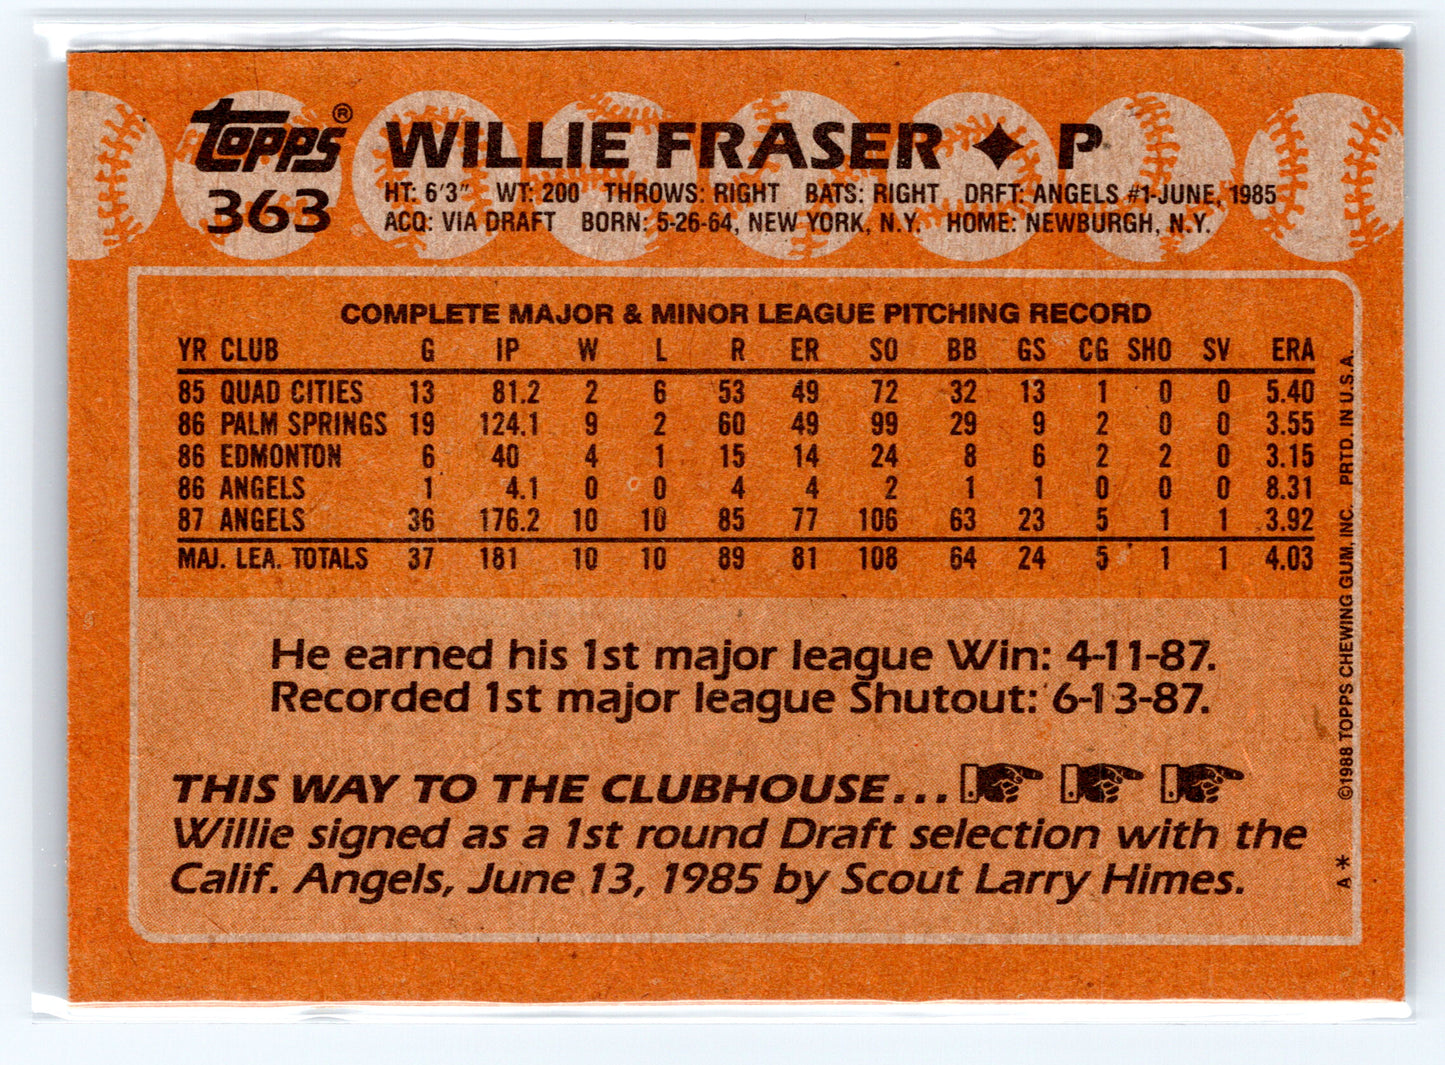 topps® WILLIE FRASER ✦ P
363
HT: 6'3" WT: 200 THROWS: RIGHT BATS: RIGHT DRFT: ANGELS #1-JUNE, 1985
ACQ: VIA DRAFT BORN: 5-26-64, NEW YORK, N.Y. HOME: NEWBURGH, N.Y.
COMPLETE MAJOR & MINOR LEAGUE PITCHING RECORD
YR CLUB G IP W L R ER SO BB GS CG SHO SV ERA
85 QUAD CITIES 13 81.2 2 6 53 49 72 32 13 1 0 0 5.40
86 PALM SPRINGS 19 124.1 9 2 60 49 99 29 9 2 0 0 3.55
86 EDMONTON 6 40 4 1 15 14 24 8 6 2 2 0 3.15
86 ANGELS 1 4.1 0 0 4 4 2 1 1 0 0 0 8.31
87 ANGELS 36 176.2 10 10 85 77 106 63 23 5 1 1 3.92
MAJ. LEA. TOTALS 37 181 10 10 89 81 108 64 24 5 1 1 4.03
He earned his 1st major league Win: 4-11-87.
Recorded 1st major league Shutout: 6-13-87.
THIS WAY TO THE CLUBHOUSE...
Willie signed as a 1st round Draft selection with the
Calif. Angels, June 13, 1985 by Scout Larry Himes.
A* ©1988 TOPPS CHEWING GUM, INC. PRTD. IN U.S.A.